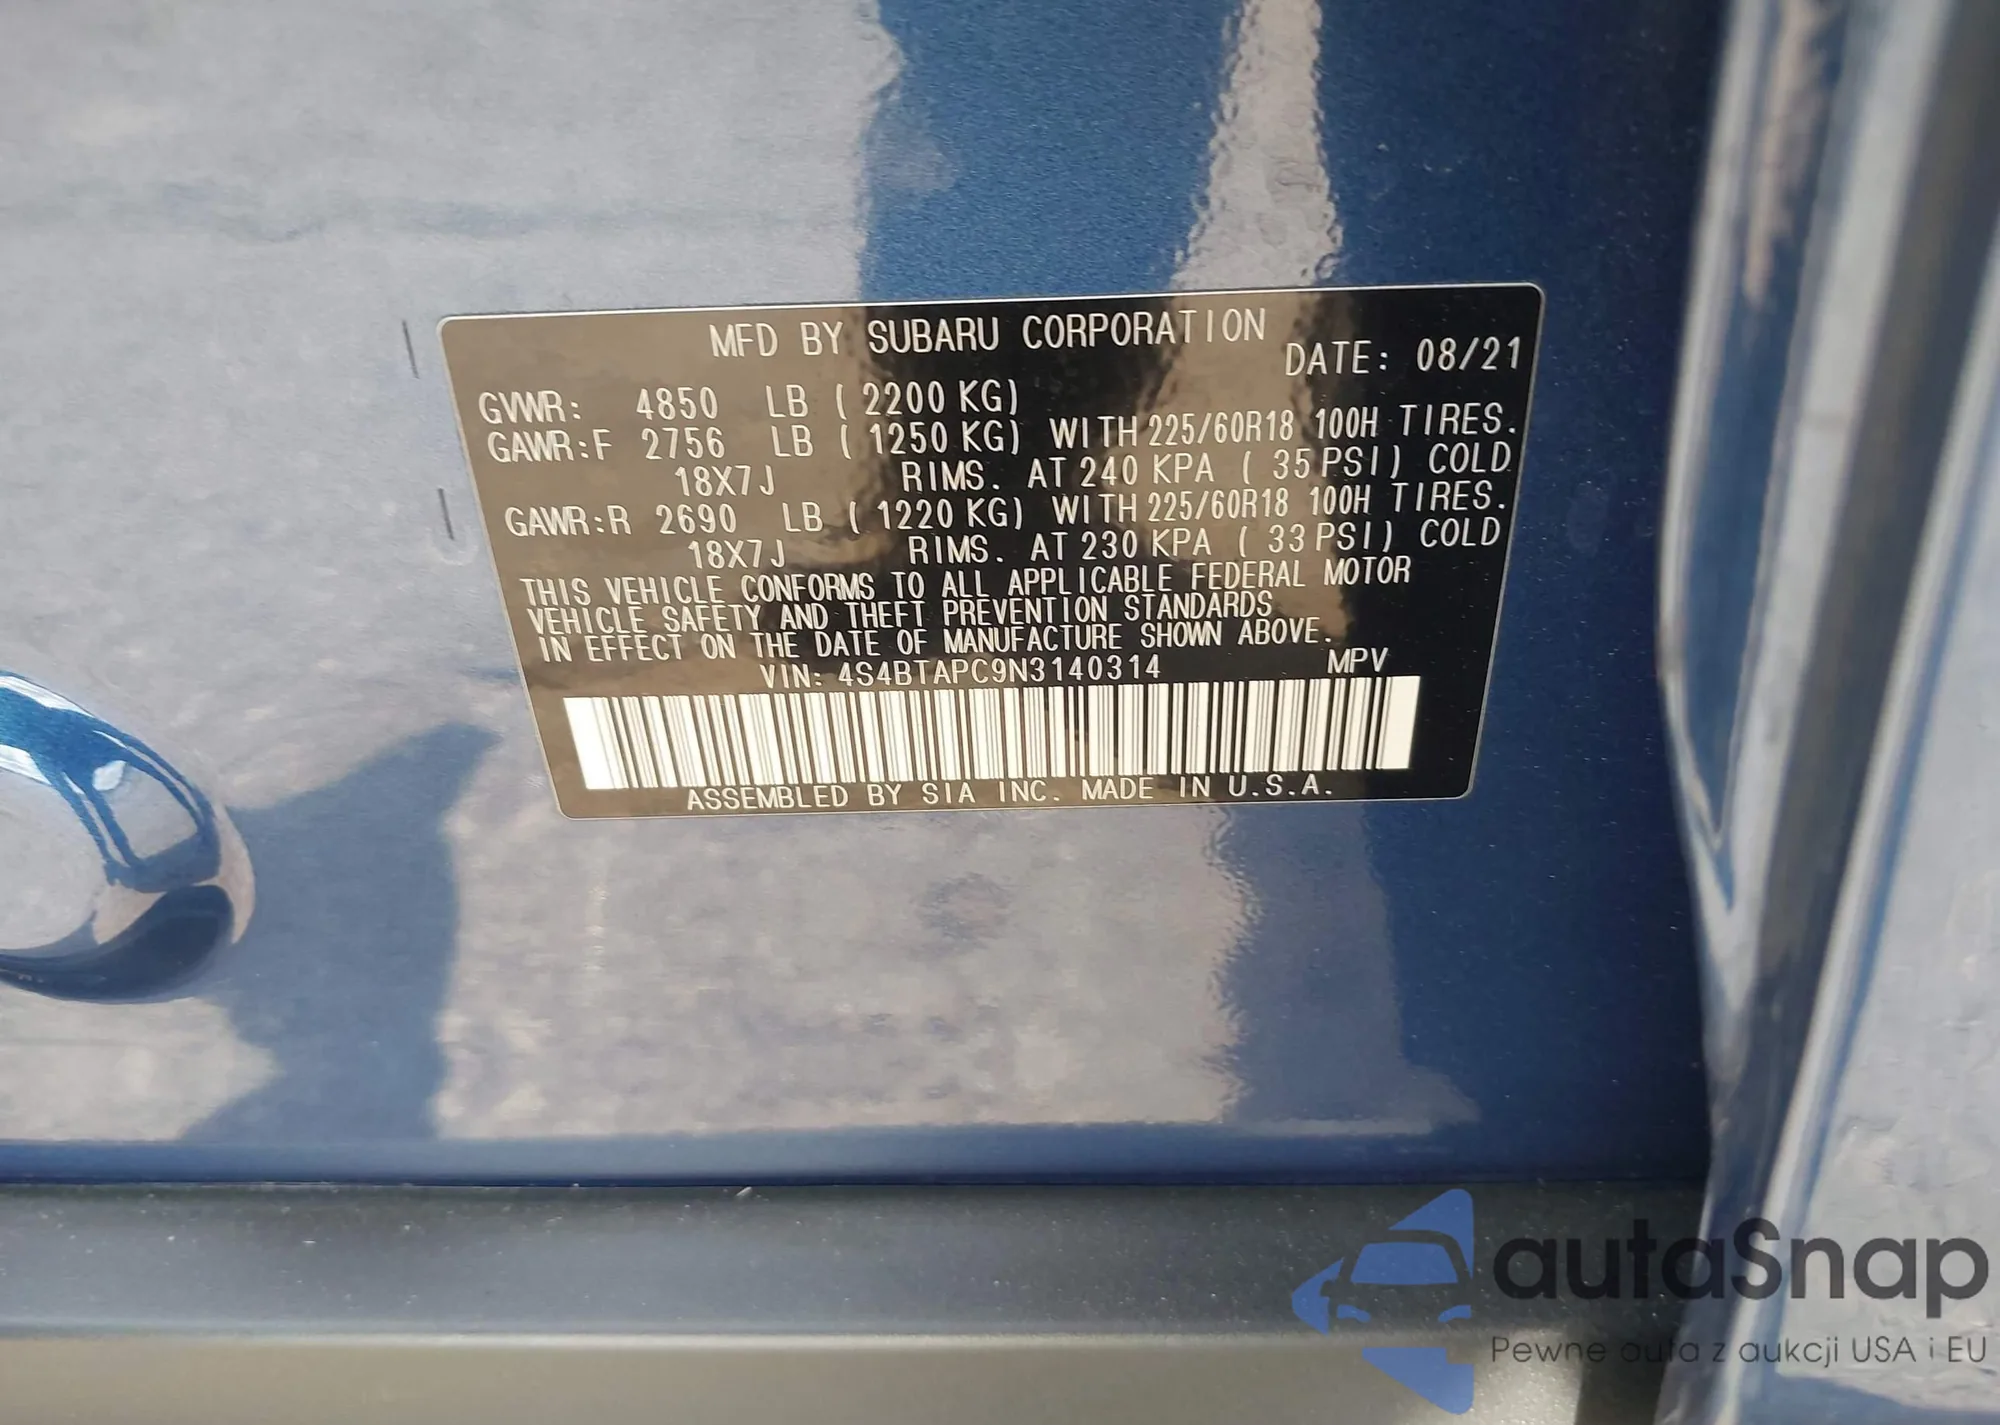 MFD BY SUBARU CORPORATION
DATE: 08/21
GVWR: 4850 LB ( 2200 KG)
GAWR:F 2756 LB ( 1250 KG) WITH 225/60R18 100H TIRES.
18X7J RIMS. AT 240 KPA ( 35 PSI) COLD
GAWR:R 2690 LB ( 1220 KG) WITH 225/60R18 100H TIRES.
18X7J RIMS. AT 230 KPA ( 33 PSI) COLD
THIS VEHICLE CONFORMS TO ALL APPLICABLE FEDERAL MOTOR
VEHICLE SAFETY AND THEFT PREVENTION STANDARDS
IN EFFECT ON THE DATE OF MANUFACTURE SHOWN ABOVE.
VIN: 4S4BTAPC9N3140314 MPV
ASSEMBLED BY SIA INC. MADE IN U.S.A.
autaSnap
Pewne auta z aukcji USA i EU